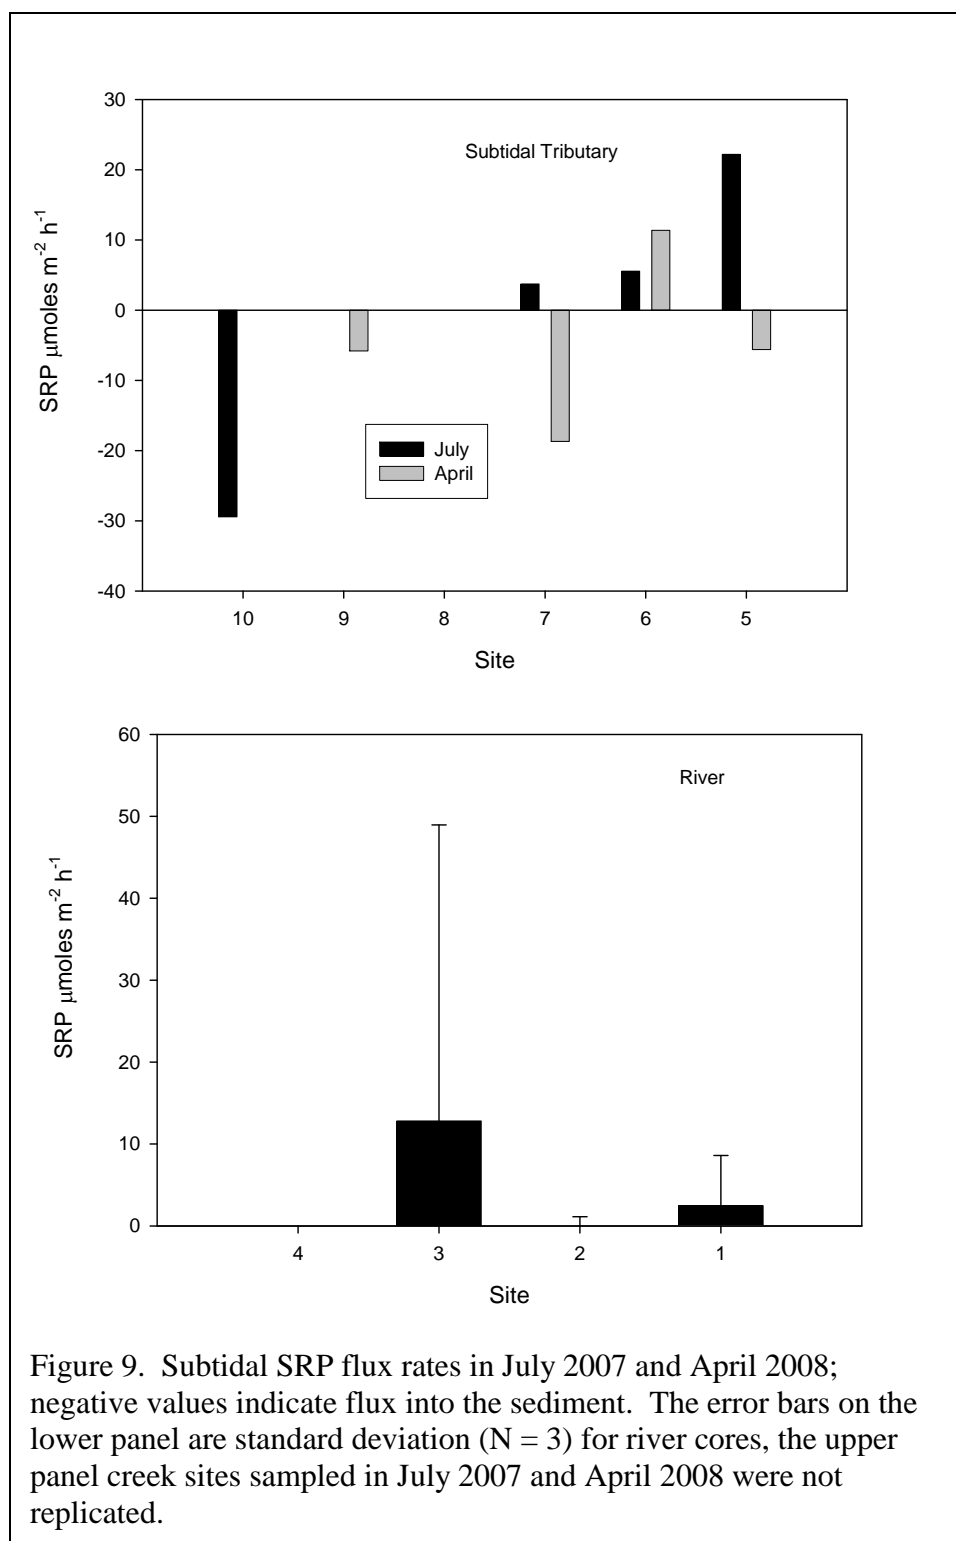 30
20
10
0
-10
-20
-30
-40
SRP μmoles m⁻² h⁻¹
Subtidal Tributary
July
April
10 9 8 7 6 5
Site
60
50
40
30
20
10
0
SRP μmoles m⁻² h⁻¹
River
4 3 2 1
Site
Figure 9. Subtidal SRP flux rates in July 2007 and April 2008;
negative values indicate flux into the sediment. The error bars on the
lower panel are standard deviation (N = 3) for river cores, the upper
panel creek sites sampled in July 2007 and April 2008 were not
replicated.